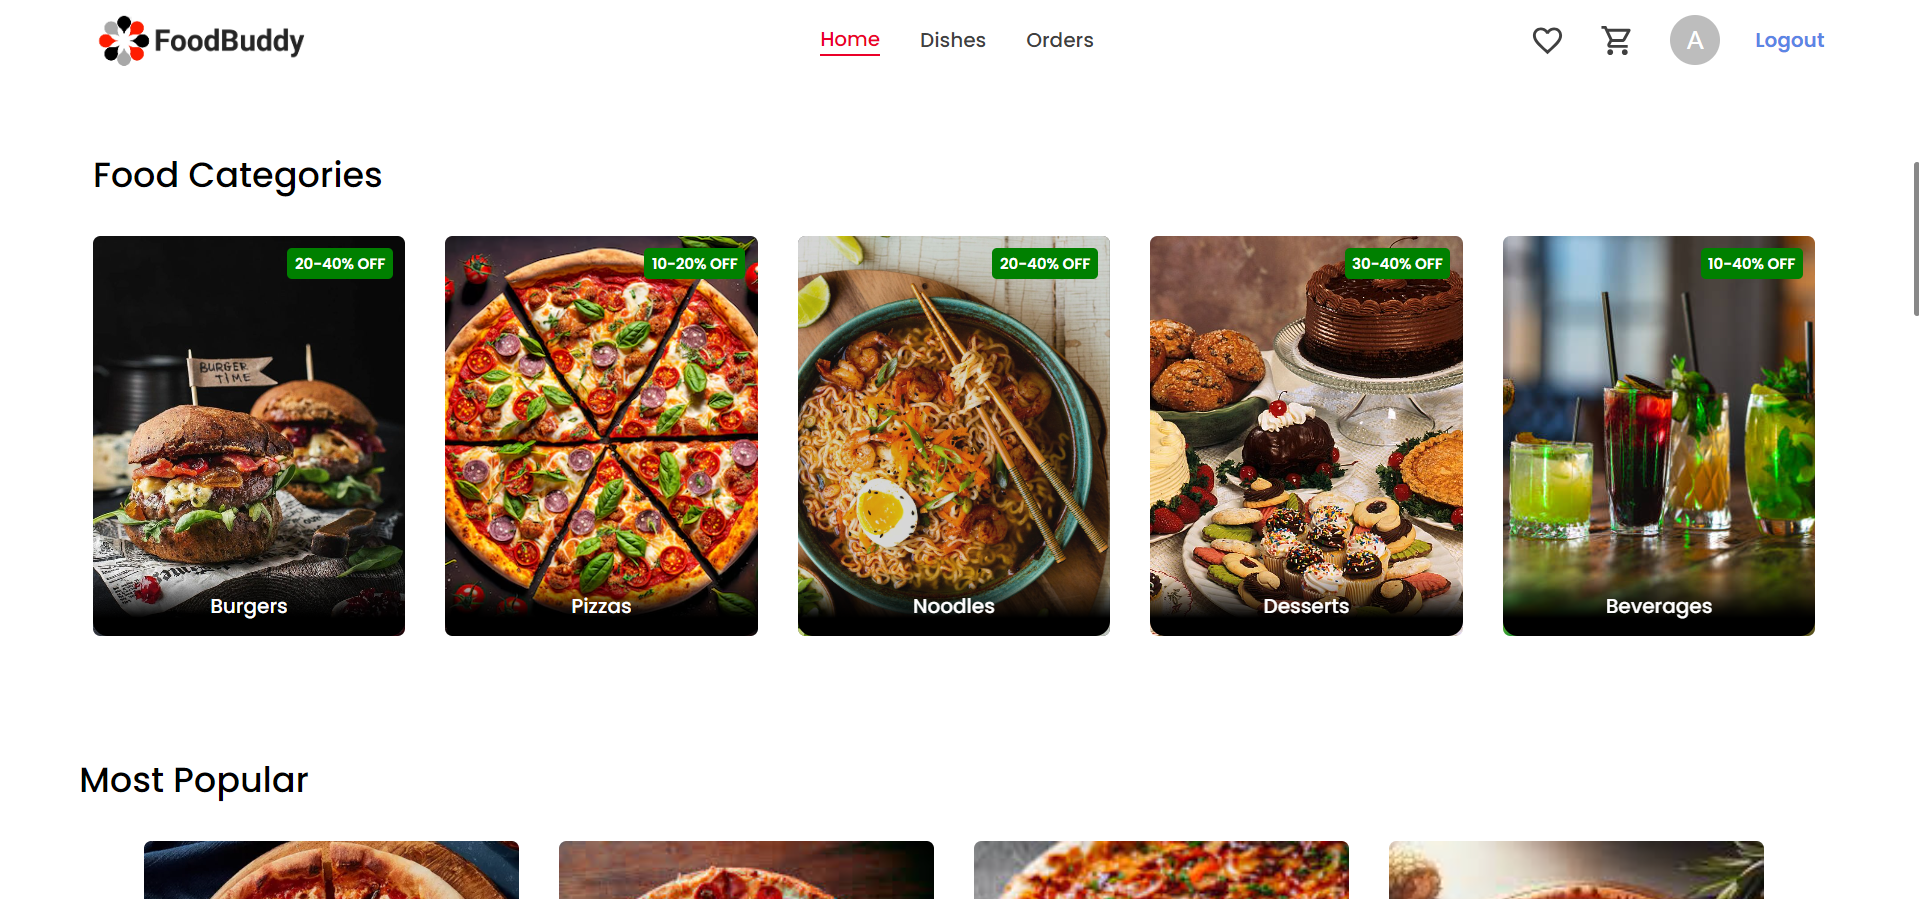 FoodBuddy
Home
Dishes
Orders
A
Logout
Food Categories
20-40% OFF
BURGER
TIME
Burgers
10-20% OFF
Pizzas
20-40% OFF
Noodles
30-40% OFF
Desserts
10-40% OFF
Beverages
Most Popular